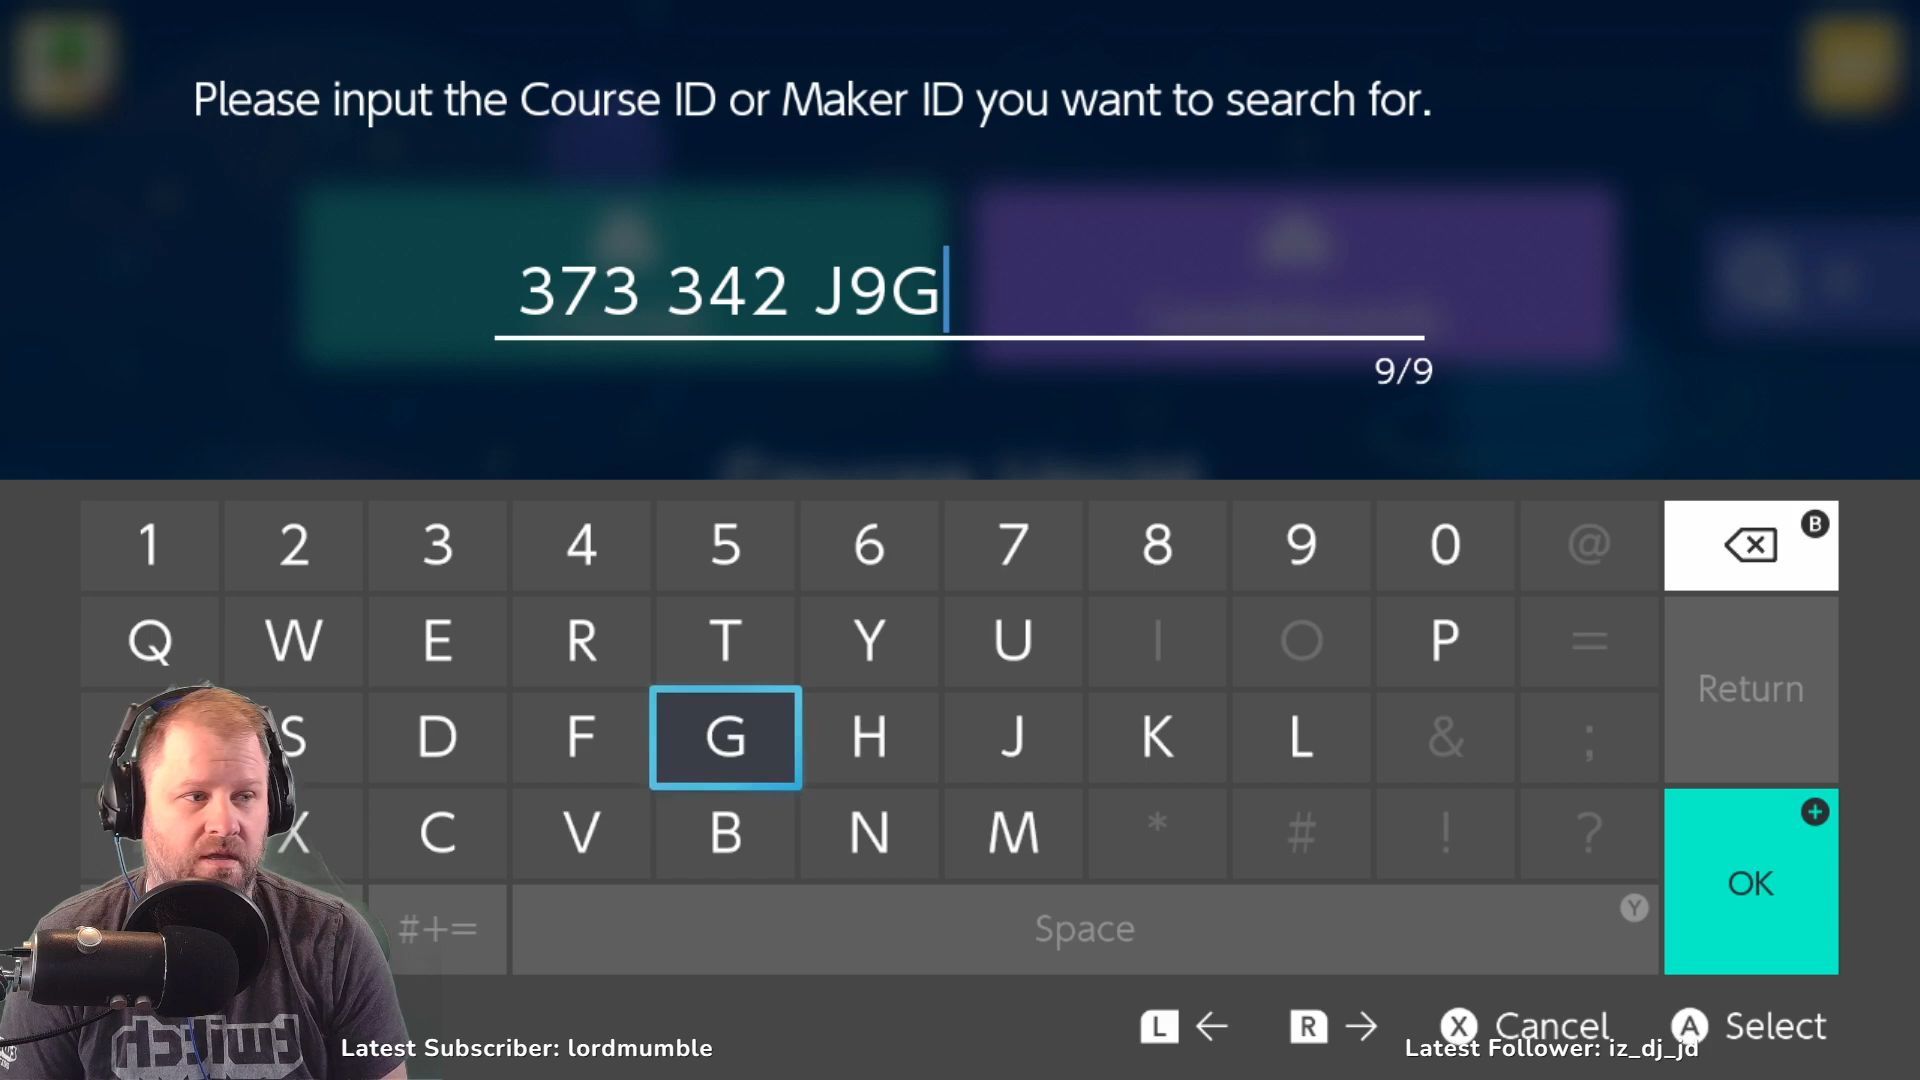 Please input the Course ID or Maker ID you want to search for.
373 342 J9G
9/9
1 2 3 4 5 6 7 8 9 0 @ B
Q W E R T Y U I O P =
Return
S D F G H J K L & ;
X C V B N M * # ! ? +
OK
#+= Space Y
L ← R → X Cancel A Select
Latest Subscriber: lordmumble
Latest Follower: iz_dj_jd
twitch